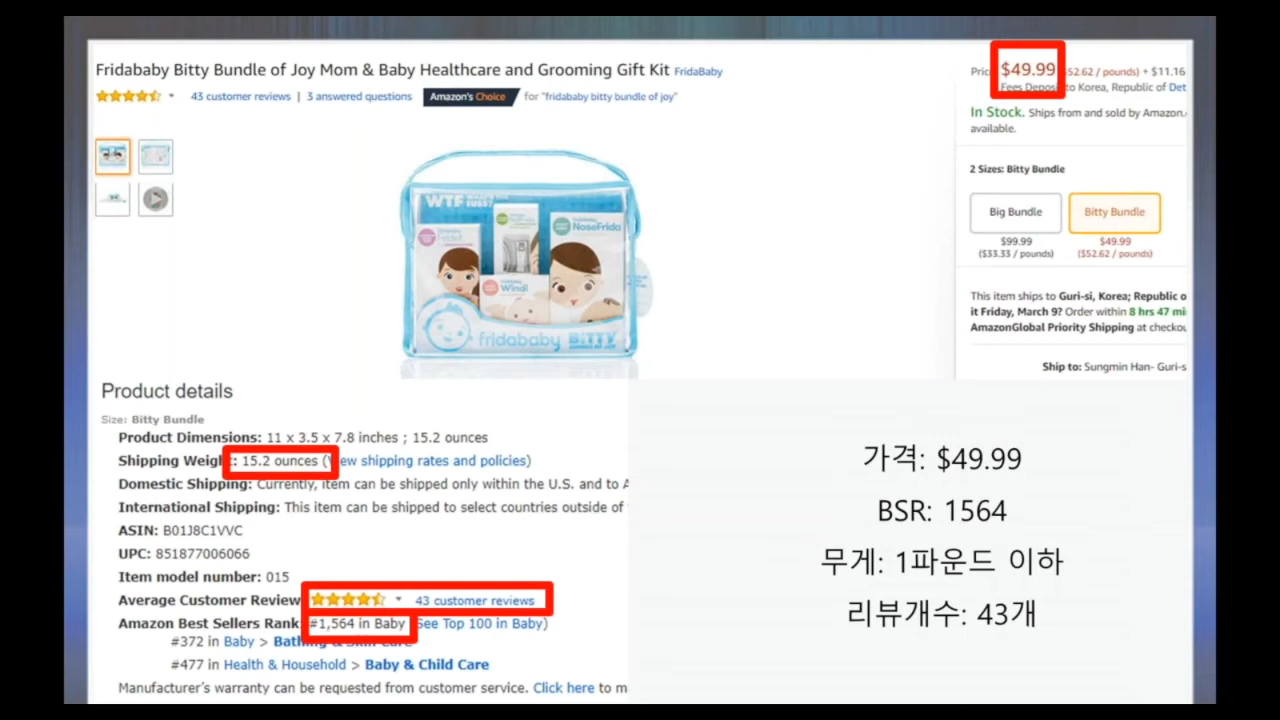 Fridababy Bitty Bundle of Joy Mom & Baby Healthcare and Grooming Gift Kit FridaBaby
43 customer reviews | 3 answered questions Amazon's Choice for "fridababy bitty bundle of joy"
WTF
NoseFrida
Windi
fridababy BiTTY
$49.99 $52.62 / pounds) + $11.16
Fees Deposit to Korea, Republic of Det
In Stock. Ships from and sold by Amazon.
available.
2 Sizes: Bitty Bundle
Big Bundle Bitty Bundle
$99.99 $49.99
($33.33 / pounds) ($52.62 / pounds)
This item ships to Guri-si, Korea; Republic o
it Friday, March 9? Order within 8 hrs 47 mi
AmazonGlobal Priority Shipping at checkou
Ship to: Sungmin Han- Guri-s
Product details
Size: Bitty Bundle
Product Dimensions: 11 x 3.5 x 7.8 inches ; 15.2 ounces
Shipping Weight: 15.2 ounces (View shipping rates and policies)
Domestic Shipping: Currently, item can be shipped only within the U.S. and to A
International Shipping: This item can be shipped to select countries outside of
ASIN: B01J8C1VVC
UPC: 851877006066
Item model number: 015
Average Customer Review 43 customer reviews
Amazon Best Sellers Rank: #1,564 in Baby (See Top 100 in Baby)
#372 in Baby > Bathing & Skin Care
#477 in Health & Household > Baby & Child Care
Manufacturer's warranty can be requested from customer service. Click here to m
가격: $49.99
BSR: 1564
무게: 1파운드 이하
리뷰개수: 43개